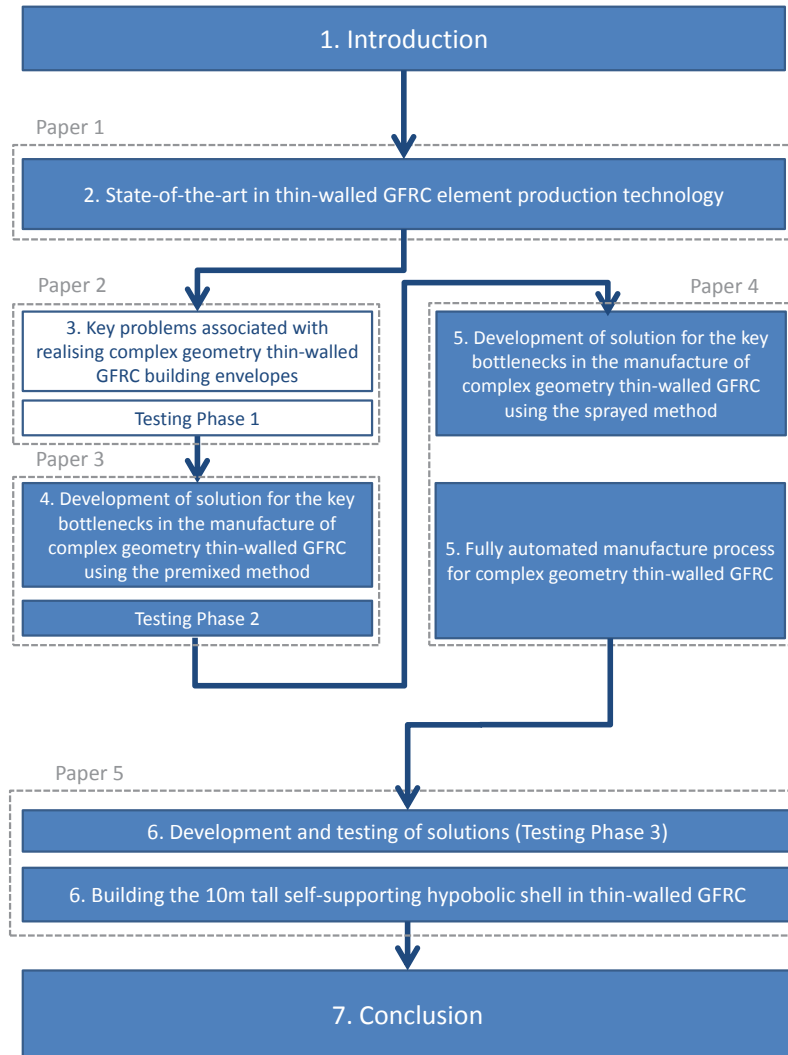 1. Introduction
Paper 1
2. State-of-the-art in thin-walled GFRC element production technology
Paper 2
3. Key problems associated with
realising complex geometry thin-walled
GFRC building envelopes
Testing Phase 1
Paper 3
4. Development of solution for the key
bottlenecks in the manufacture of
complex geometry thin-walled GFRC
using the premixed method
Testing Phase 2
Paper 4
5. Development of solution for the key
bottlenecks in the manufacture of
complex geometry thin-walled GFRC
using the sprayed method
5. Fully automated manufacture process
for complex geometry thin-walled GFRC
Paper 5
6. Development and testing of solutions (Testing Phase 3)
6. Building the 10m tall self-supporting hypobolic shell in thin-walled GFRC
7. Conclusion